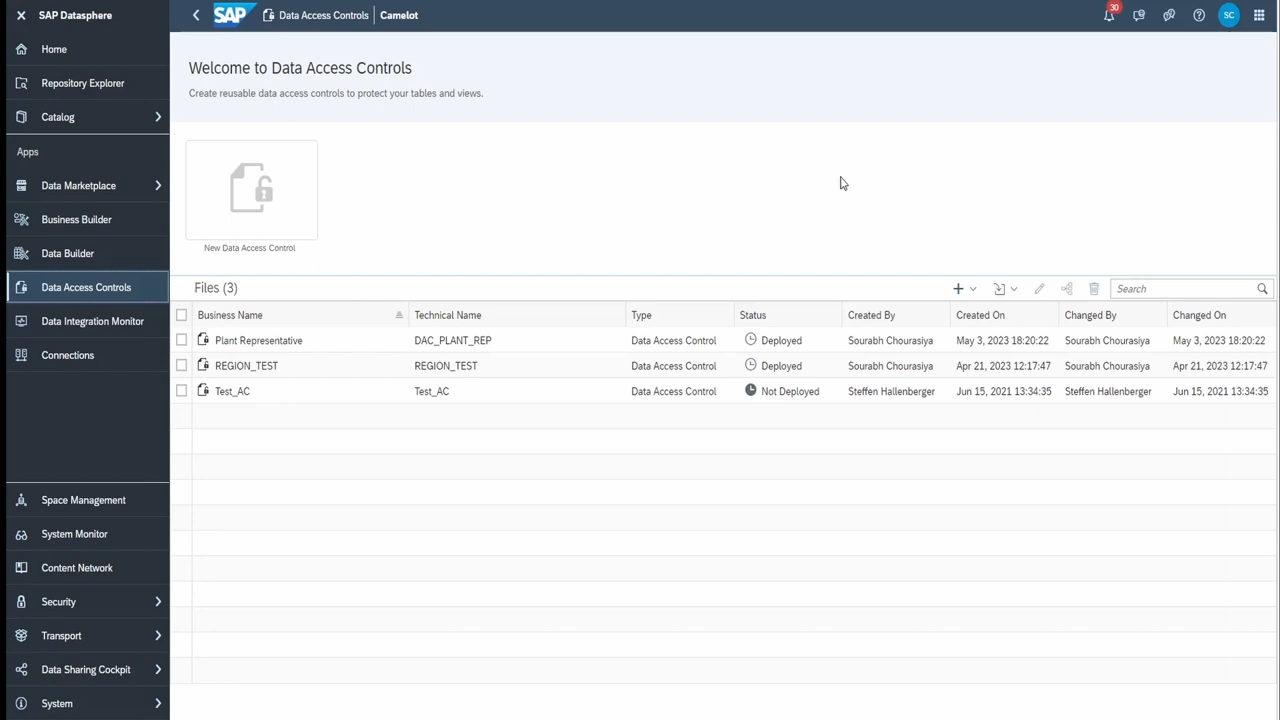 SAP Datasphere
SAP Data Access Controls Camelot
30
SC
Home
Repository Explorer
Catalog
Apps
Data Marketplace
Business Builder
Data Builder
Data Access Controls
Data Integration Monitor
Connections
Space Management
System Monitor
Content Network
Security
Transport
Data Sharing Cockpit
System
Welcome to Data Access Controls
Create reusable data access controls to protect your tables and views.
New Data Access Control
Files (3)
Search
Business Name Technical Name Type Status Created By Created On Changed By Changed On
Plant Representative DAC_PLANT_REP Data Access Control Deployed Sourabh Chourasiya May 3, 2023 18:20:22 Sourabh Chourasiya May 3, 2023 18:20:22
REGION_TEST REGION_TEST Data Access Control Deployed Sourabh Chourasiya Apr 21, 2023 12:17:47 Sourabh Chourasiya Apr 21, 2023 12:17:47
Test_AC Test_AC Data Access Control Not Deployed Steffen Hallenberger Jun 15, 2021 13:34:35 Steffen Hallenberger Jun 15, 2021 13:34:35